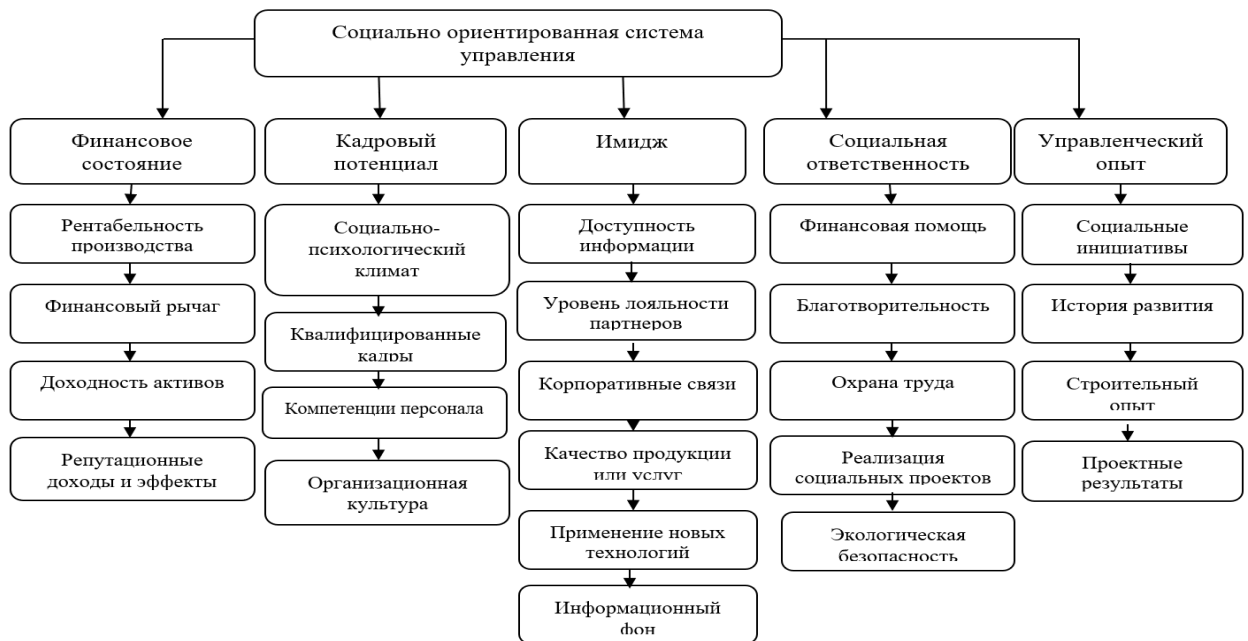 Социально ориентированная система
управления
Финансовое
состояние
Рентабельность
производства
Финансовый рычаг
Доходность активов
Репутационные
доходы и эффекты
Кадровый
потенциал
Социально-
психологический
климат
Квалифицированные
кадры
Компетенции персонала
Организационная
культура
Имидж
Доступность
информации
Уровень лояльности
партнеров
Корпоративные связи
Качество продукции
или услуг
Применение новых
технологий
Информационный
фон
Социальная
ответственность
Финансовая помощь
Благотворительность
Охрана труда
Реализация
социальных проектов
Экологическая
безопасность
Управленческий
опыт
Социальные
инициативы
История развития
Строительный
опыт
Проектные
результаты